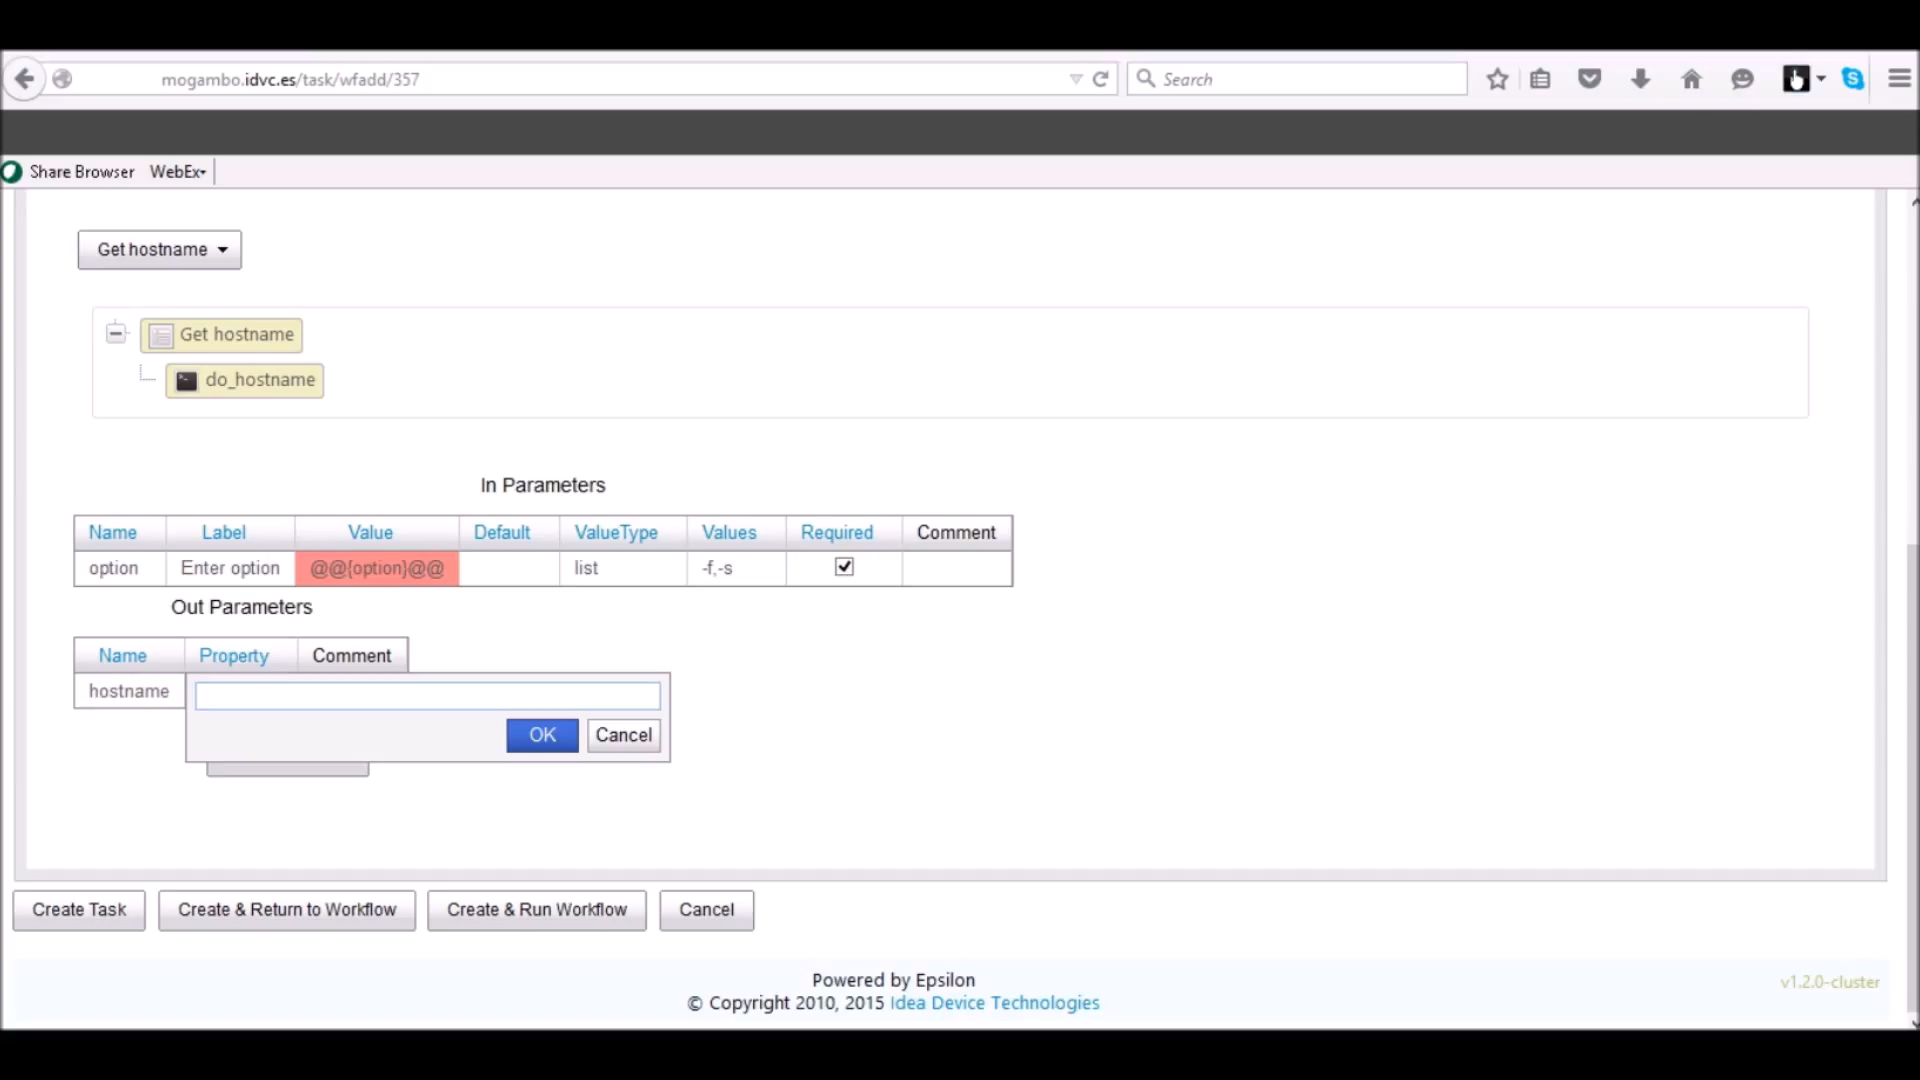 mogambo.idvc.es/task/wfadd/357
Search
Share Browser WebEx
Get hostname
Get hostname
do_hostname
In Parameters
Name Label Value Default ValueType Values Required Comment
option Enter option @@{option}@@ list -f,-s
Out Parameters
Name Property Comment
hostname
OK Cancel
Create Task Create & Return to Workflow Create & Run Workflow Cancel
Powered by Epsilon
© Copyright 2010, 2015 Idea Device Technologies
v1.2.0-cluster